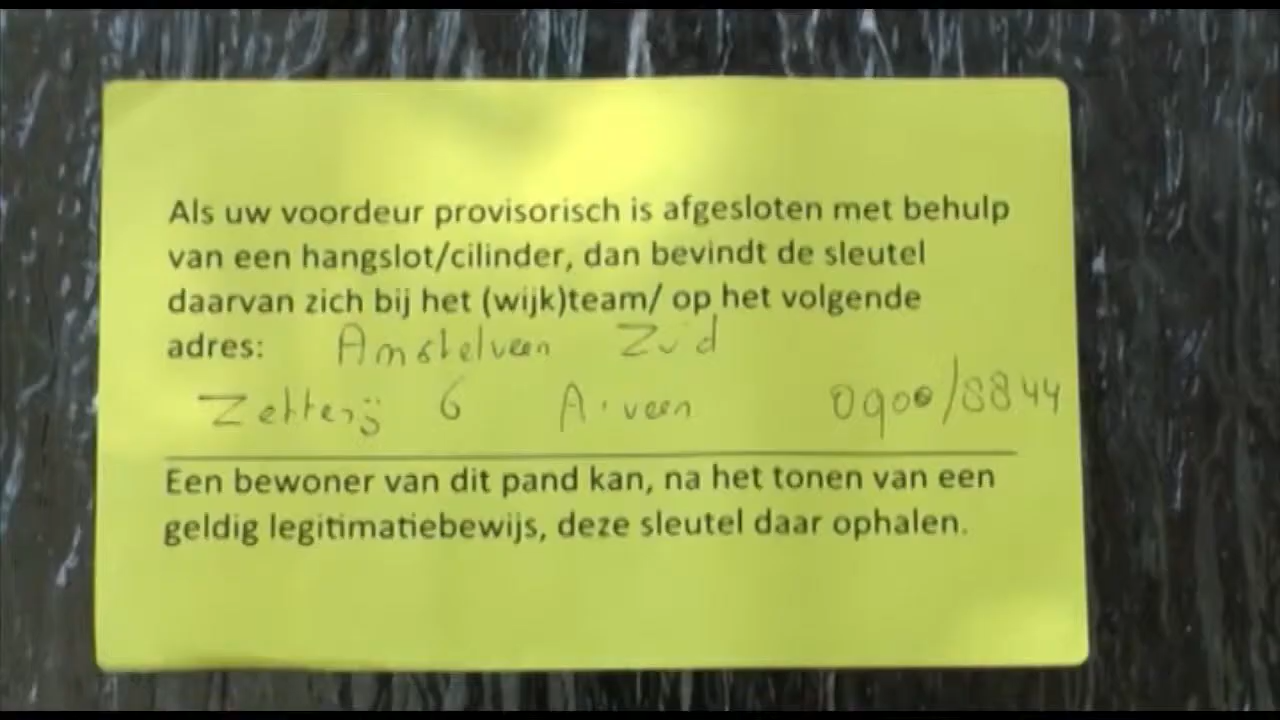 Als uw voordeur provisorisch is afgesloten met behulp
van een hangslot/cilinder, dan bevindt de sleutel
daarvan zich bij het (wijk)team/ op het volgende
adres: Amstelveen Zuid
Zetterij 6 A.veen 0900/8844
Een bewoner van dit pand kan, na het tonen van een
geldig legitimatiebewijs, deze sleutel daar ophalen.